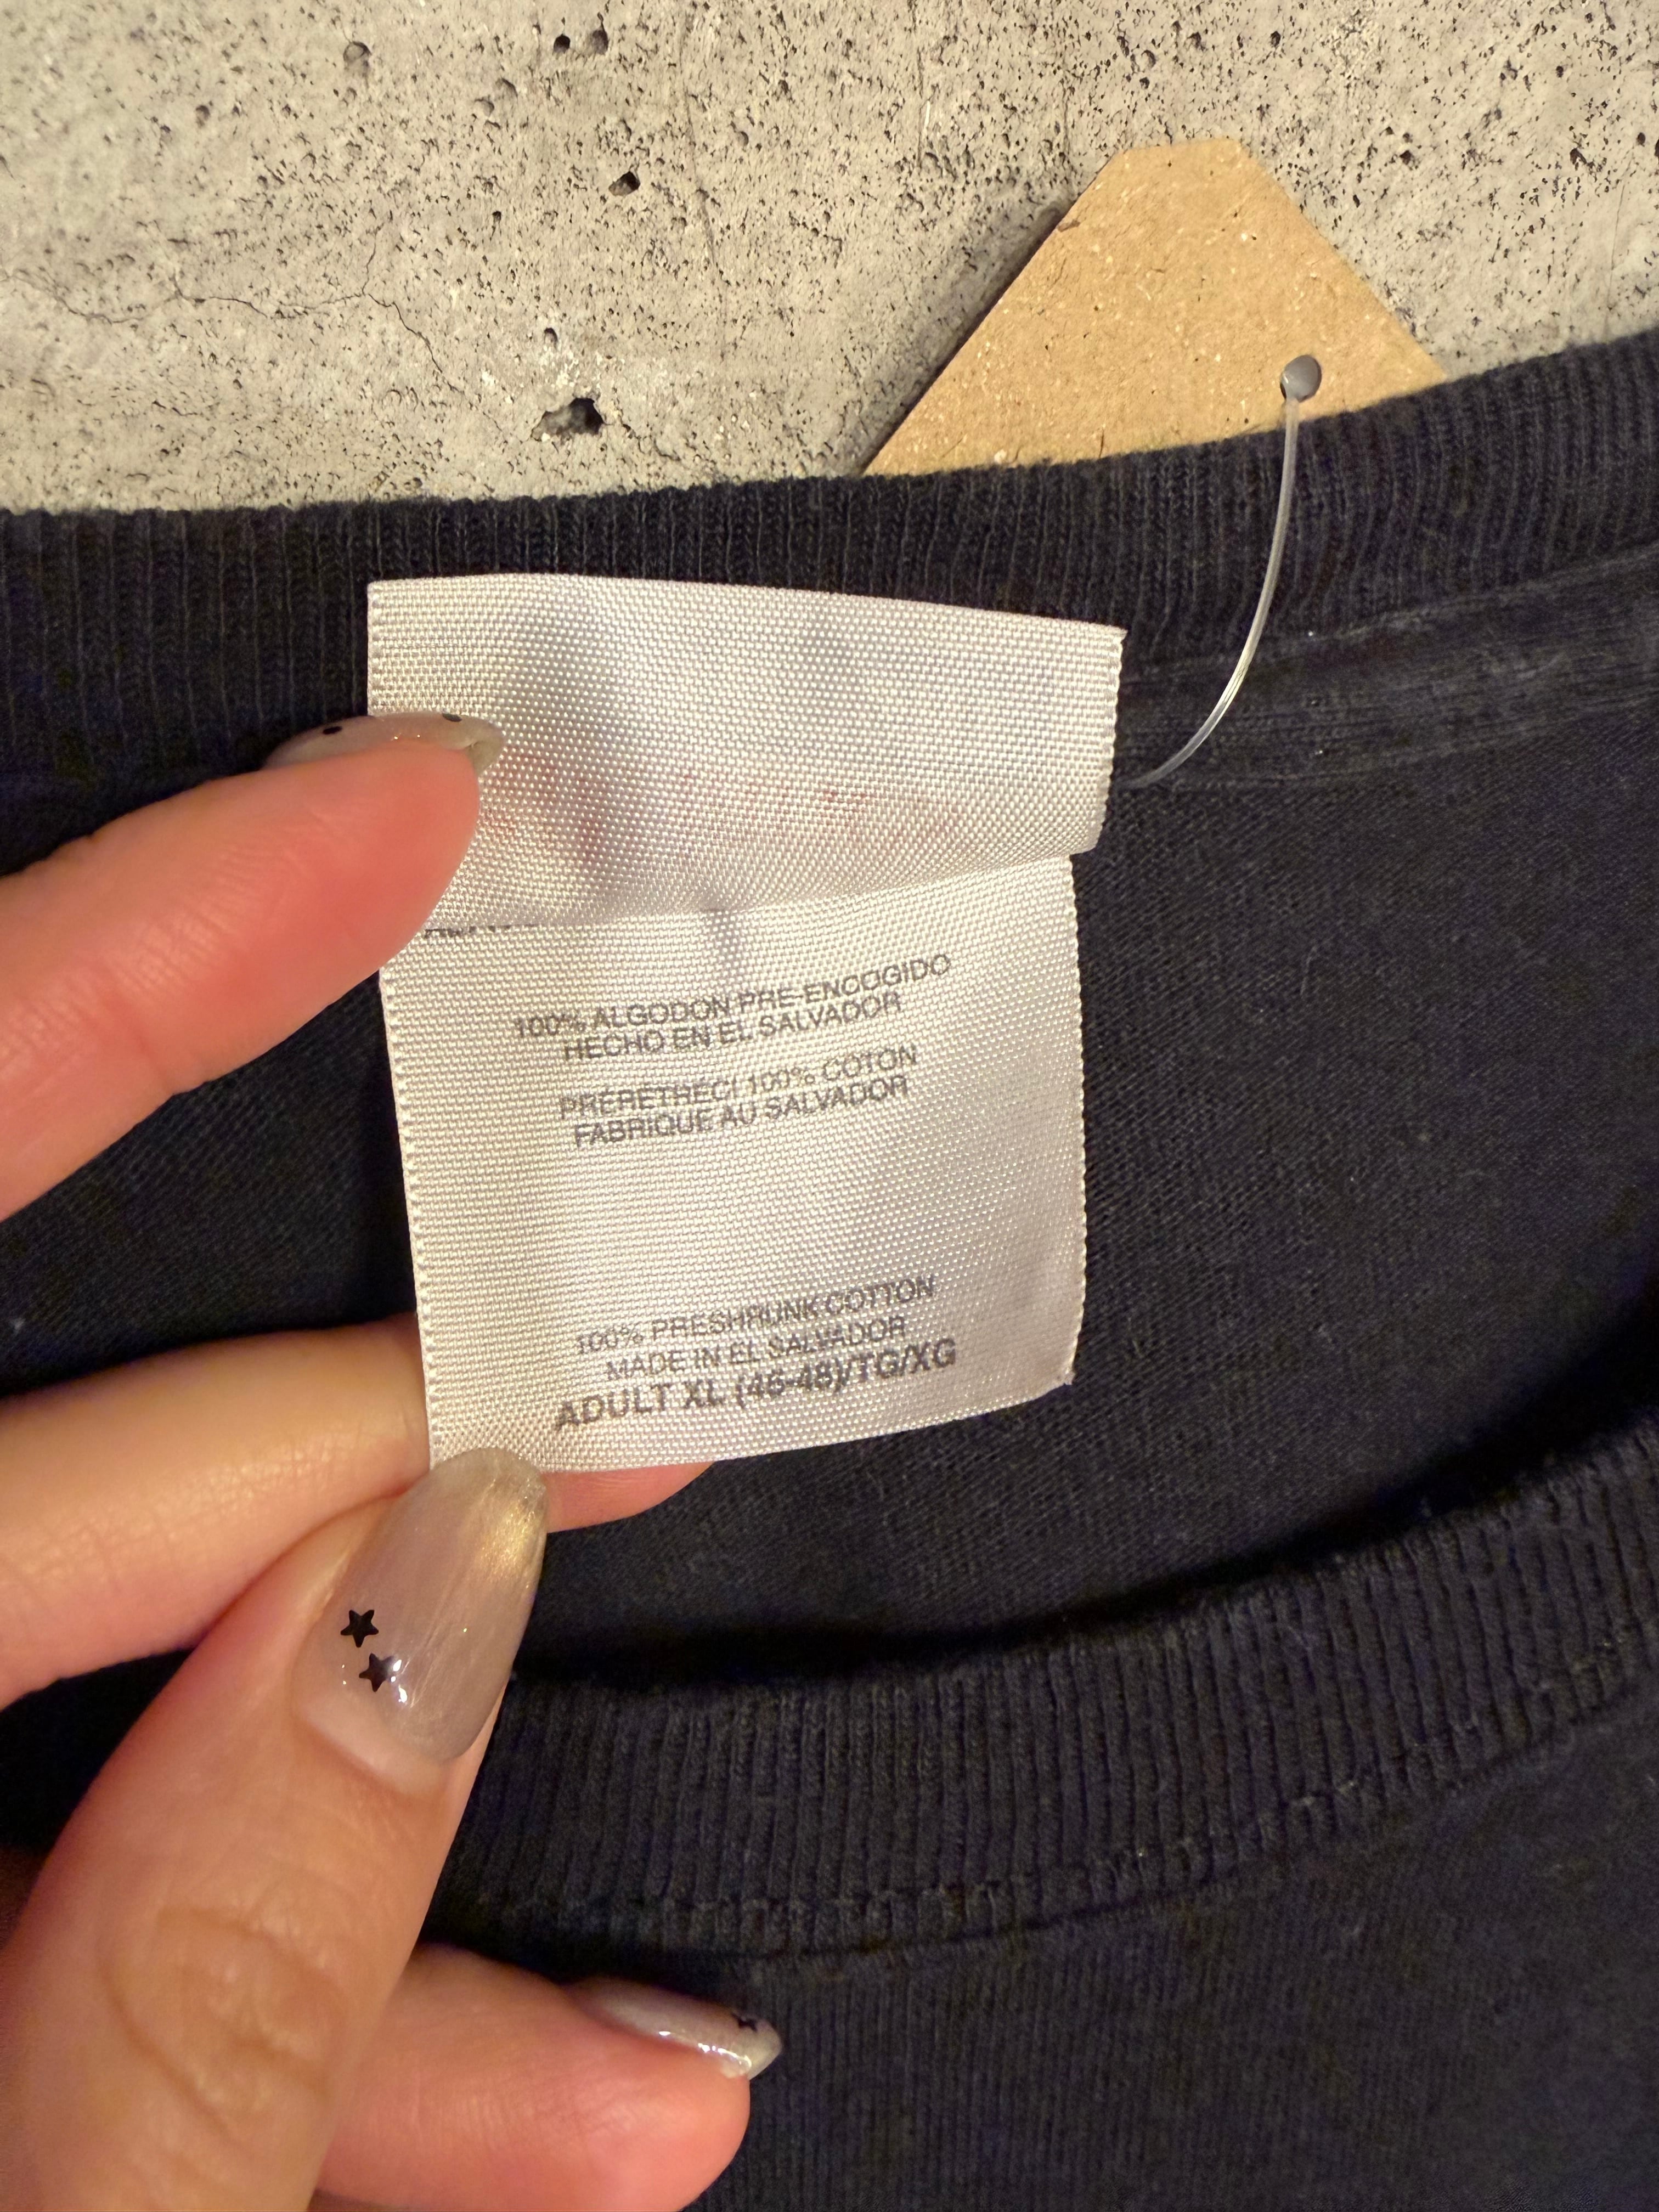 100% ALGODON PRE-ENCOGIDO
HECHO EN EL SALVADOR
PRÉRÉTRÉCI 100% COTON
FABRIQUE AU SALVADOR
100% PRESHRUNK COTTON
MADE IN EL SALVADOR
ADULT XL (46-48)/TG/XG